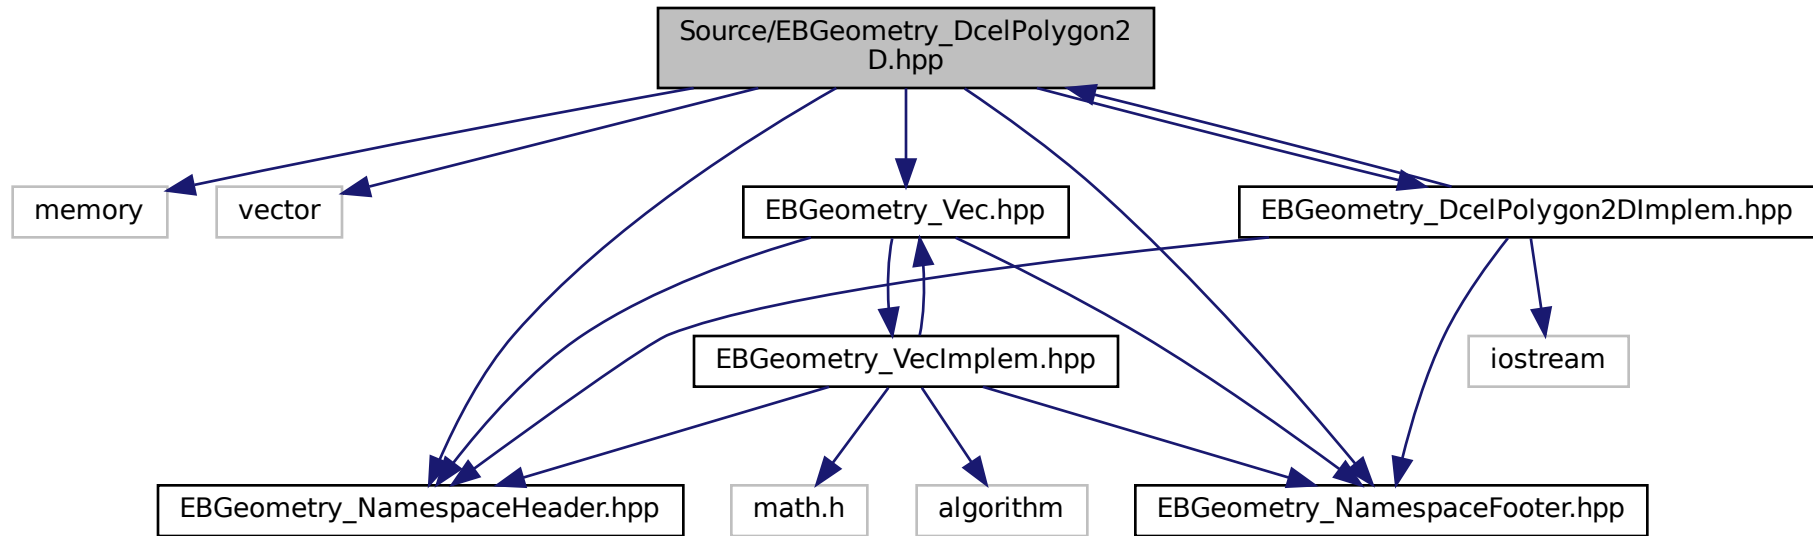 Source/EBGeometry_DcelPolygon2
D.hpp
memory
vector
EBGeometry_Vec.hpp
EBGeometry_DcelPolygon2DImplem.hpp
EBGeometry_VecImplem.hpp
iostream
EBGeometry_NamespaceHeader.hpp
math.h
algorithm
EBGeometry_NamespaceFooter.hpp